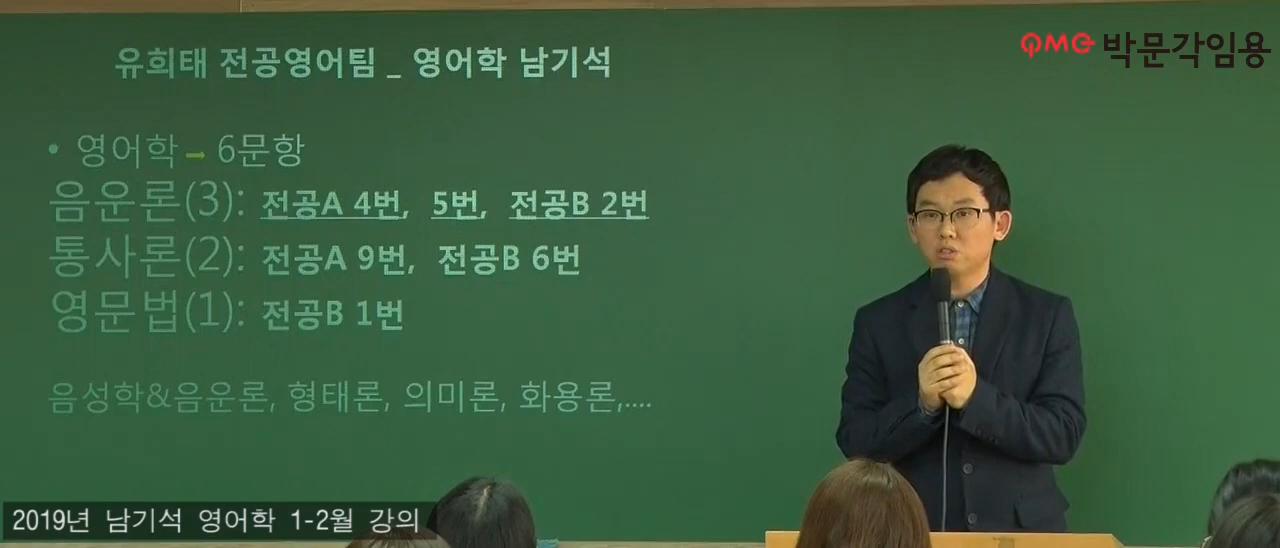 유희태 전공영어팀 _ 영어학 남기석
PMG 박문각임용
• 영어학 → 6문항
음운론(3): 전공A 4번, 5번, 전공B 2번
통사론(2): 전공A 9번, 전공B 6번
영문법(1): 전공B 1번
음성학&음운론, 형태론, 의미론, 화용론,....
2019년 남기석 영어학 1-2월 강의